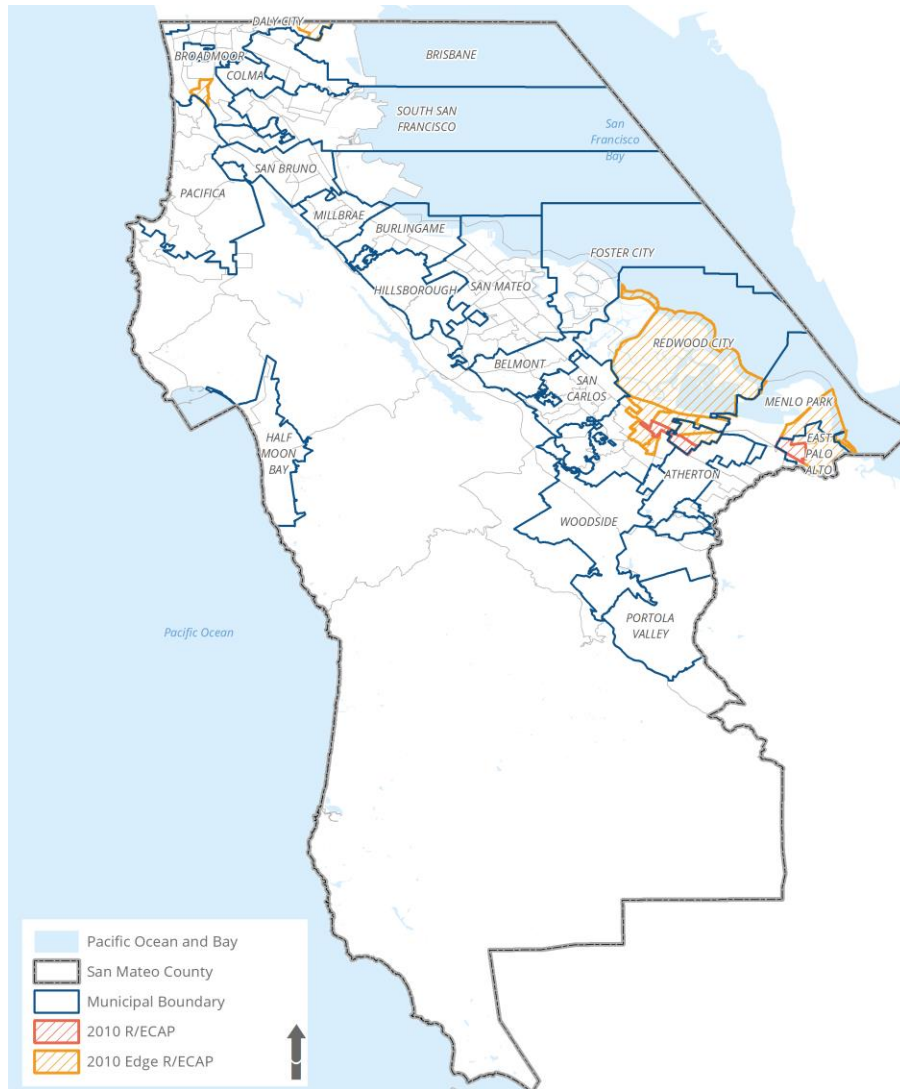 DALY CITY
BROADMOOR
COLMA
BRISBANE
SOUTH SAN
FRANCISCO
San
Francisco
Bay
SAN BRUNO
PACIFICA
MILLBRAE
BURLINGAME
FOSTER CITY
HILLSBOROUGH
SAN MATEO
REDWOOD CITY
BELMONT
SAN
CARLOS
MENLO PARK
HALF
MOON
BAY
EAST
PALO
ALTO
ATHERTON
WOODSIDE
PORTOLA
VALLEY
Pacific Ocean
Pacific Ocean and Bay
San Mateo County
Municipal Boundary
2010 R/ECAP
2010 Edge R/ECAP